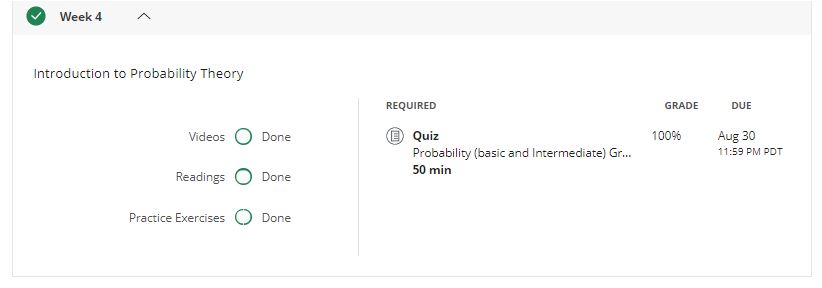 Week 4
Introduction to Probability Theory
Videos Done
Readings Done
Practice Exercises Done
REQUIRED GRADE DUE
Quiz 100% Aug 30
Probability (basic and Intermediate) Gr... 11:59 PM PDT
50 min